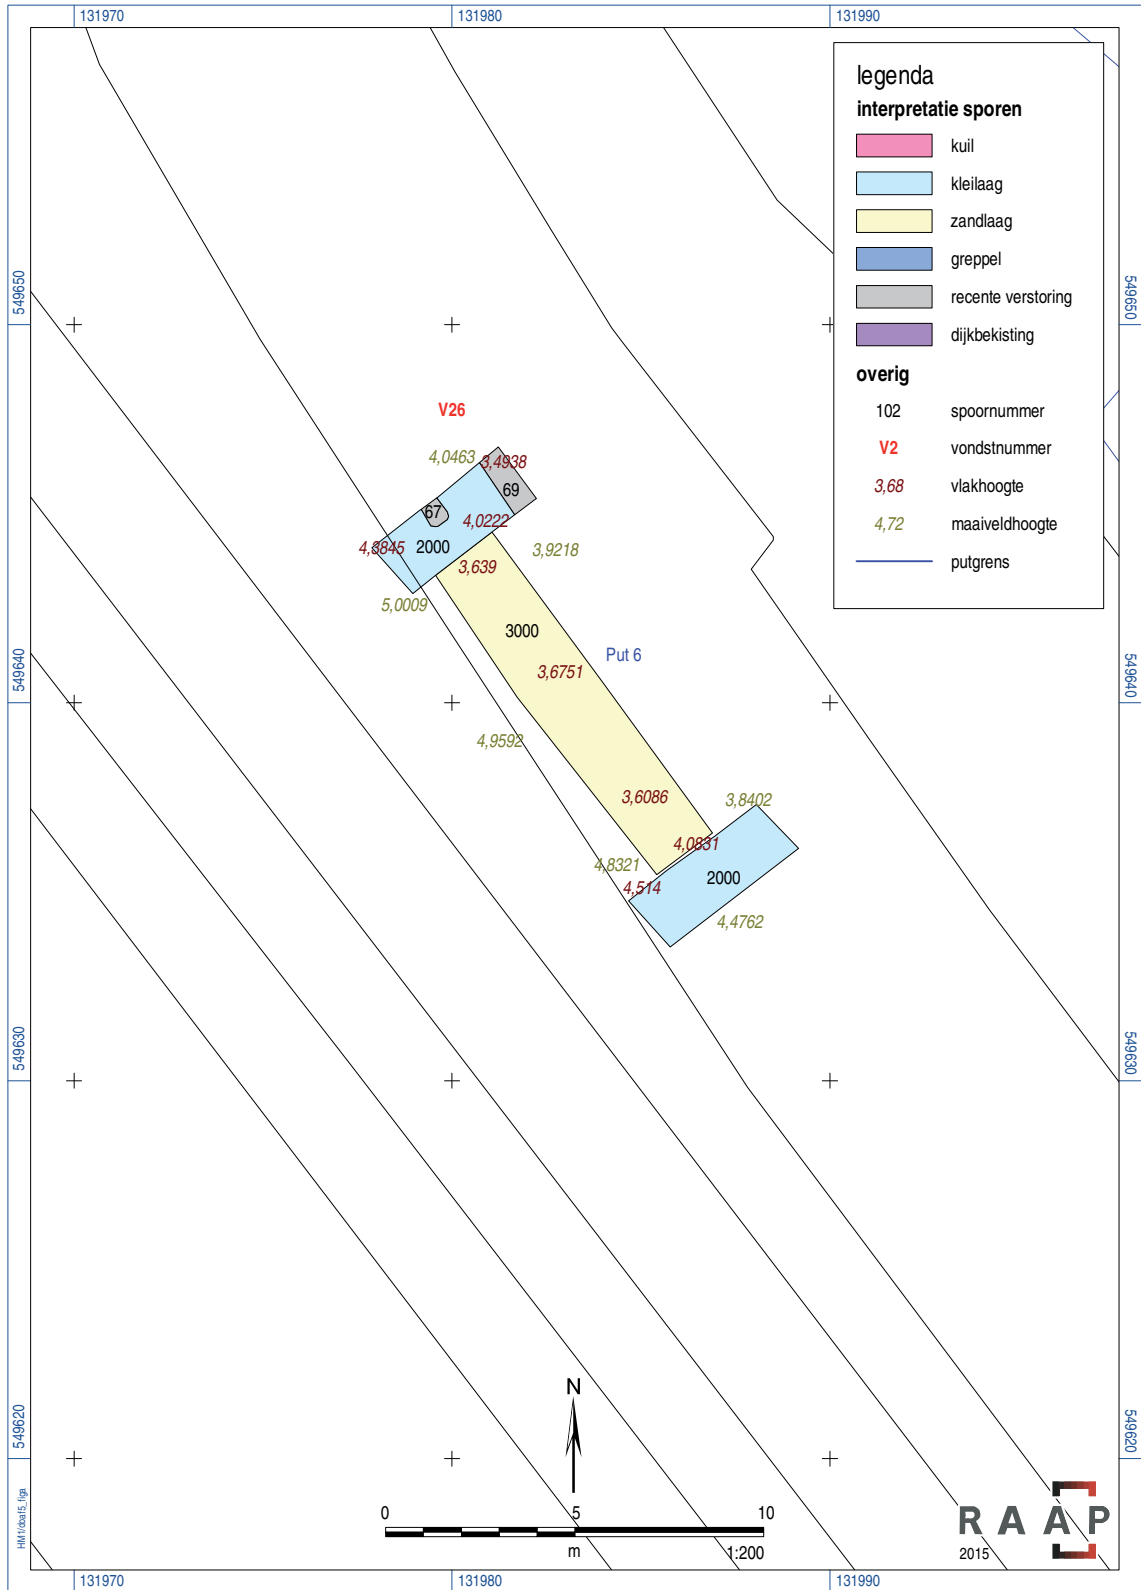 131970
131980
131990
legenda
interpretatie sporen
kuil
kleilaag
zandlaag
greppel
recente verstoring
dijkbekisting
overig
102 spoornummer
V2 vondstnummer
3,68 vlakhoogte
4,72 maaiveldhoogte
putgrens
549650
549650
V26
4,0463
3,4938
69
67
4,0222
4,3845
2000
3,9218
3,639
5,0009
3000
Put 6
3,6751
549640
549640
4,9592
3,6086
3,8402
4,0831
4,8321
4,514
2000
4,4762
549630
549630
N
549620
549620
0 5 10
m 1:200
RAAP
2015
131970
131980
131990